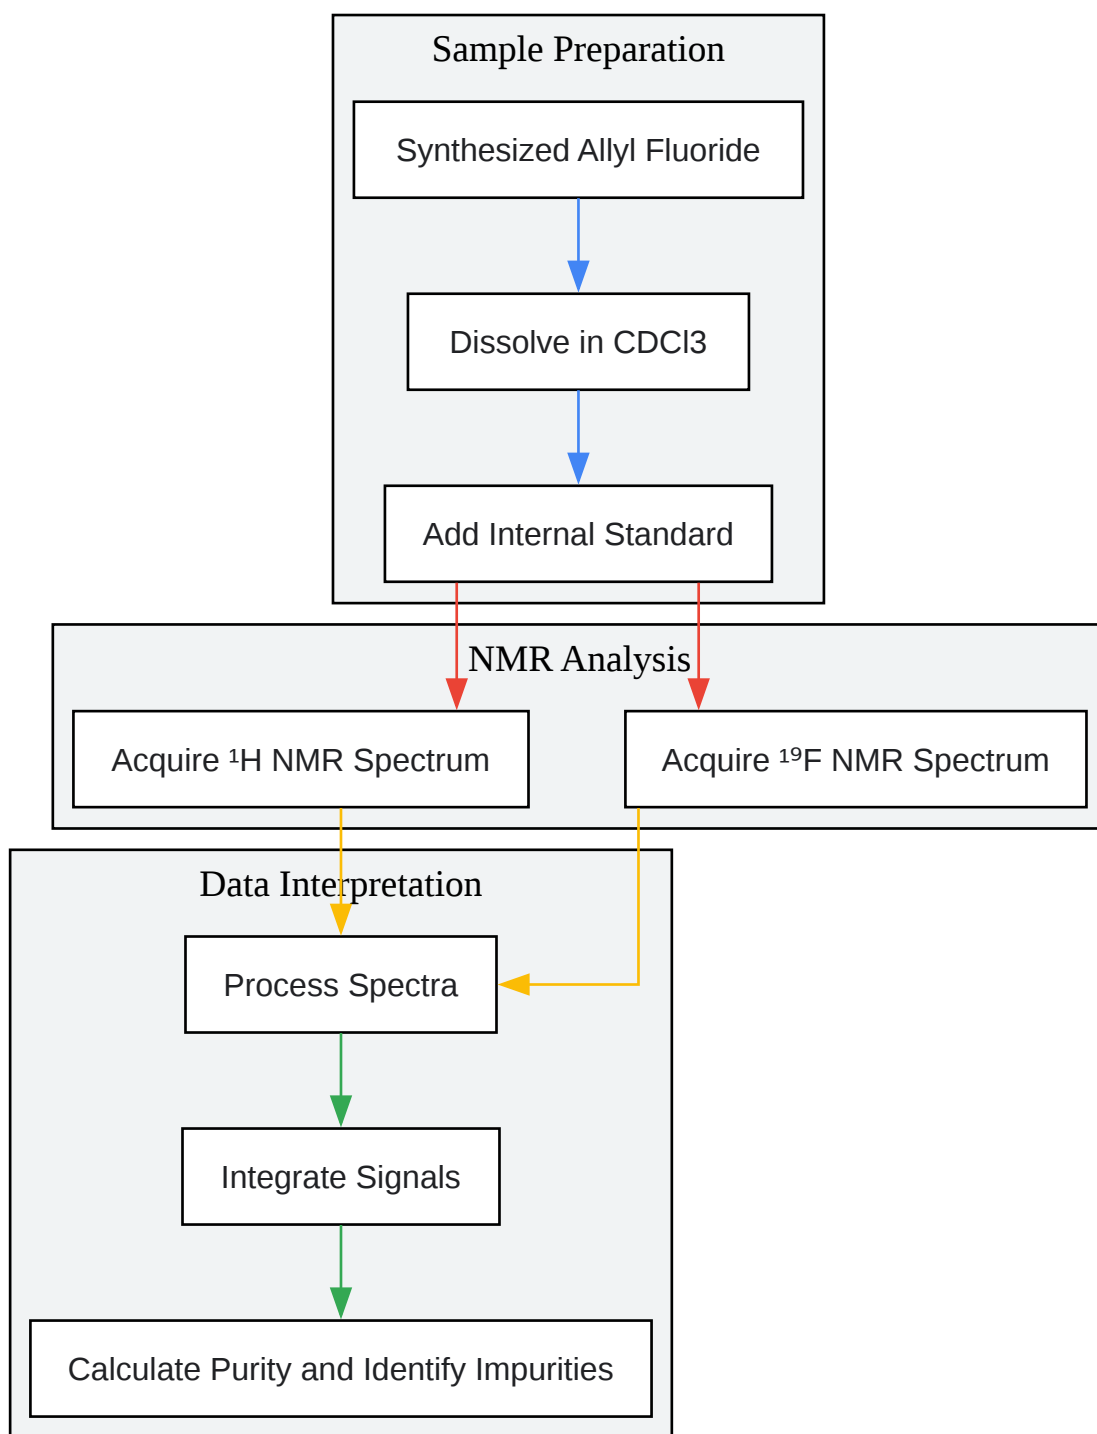 Sample Preparation
Synthesized Allyl Fluoride
Dissolve in CDCl3
Add Internal Standard
NMR Analysis
Acquire ¹H NMR Spectrum
Acquire ¹⁹F NMR Spectrum
Data Interpretation
Process Spectra
Integrate Signals
Calculate Purity and Identify Impurities